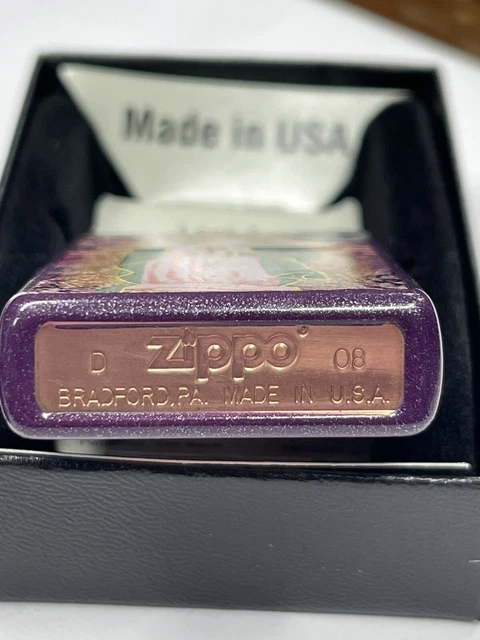 Made in USA
D zippo® 08
BRADFORD, PA. MADE IN U.S.A.